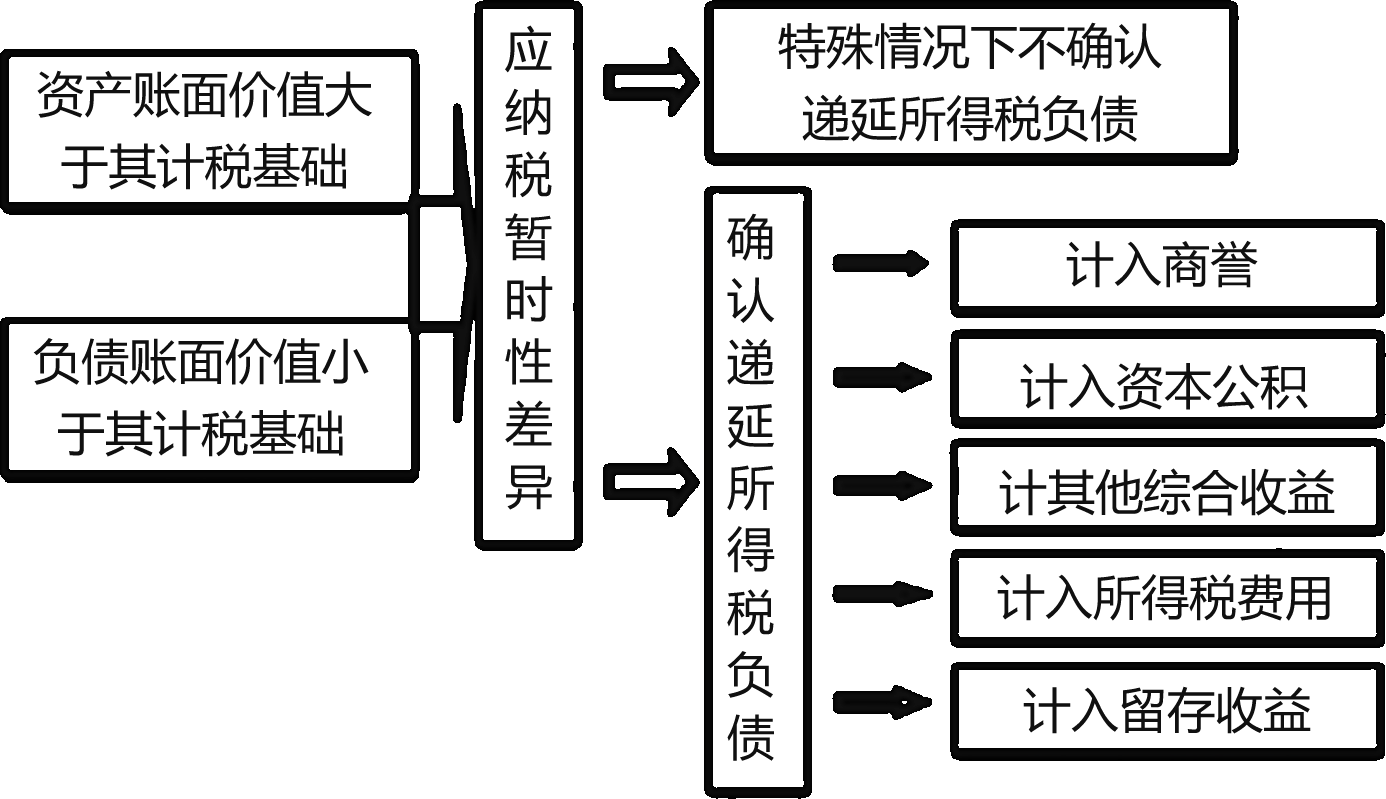 资产账面价值大
于其计税基础
负债账面价值小
于其计税基础
应纳税暂时性差异
特殊情况下不确认
递延所得税负债
确认递延所得税负债
计入商誉
计入资本公积
计其他综合收益
计入所得税费用
计入留存收益